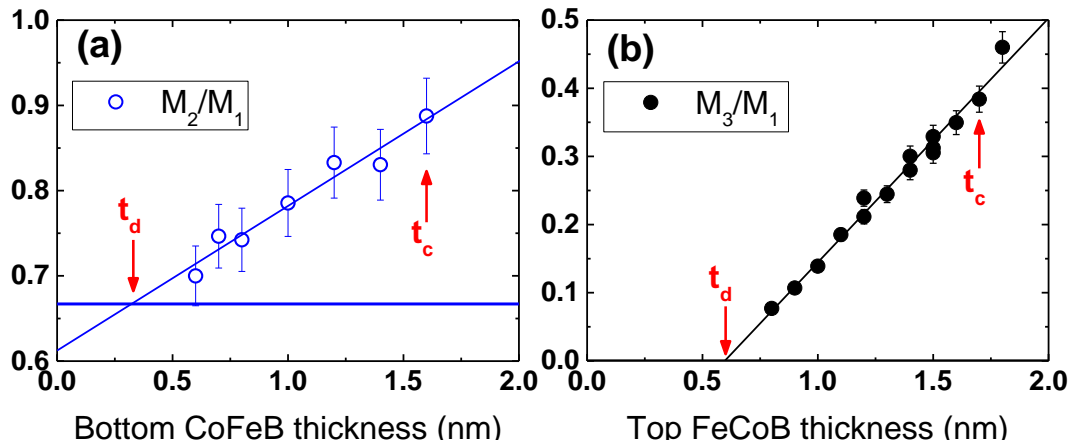 (a)
M2/M1
td
tc
1.0
0.9
0.8
0.7
0.6
0.0 0.5 1.0 1.5 2.0
Bottom CoFeB thickness (nm)
(b)
M3/M1
td
tc
0.5
0.4
0.3
0.2
0.1
0.0
0.0 0.5 1.0 1.5 2.0
Top FeCoB thickness (nm)